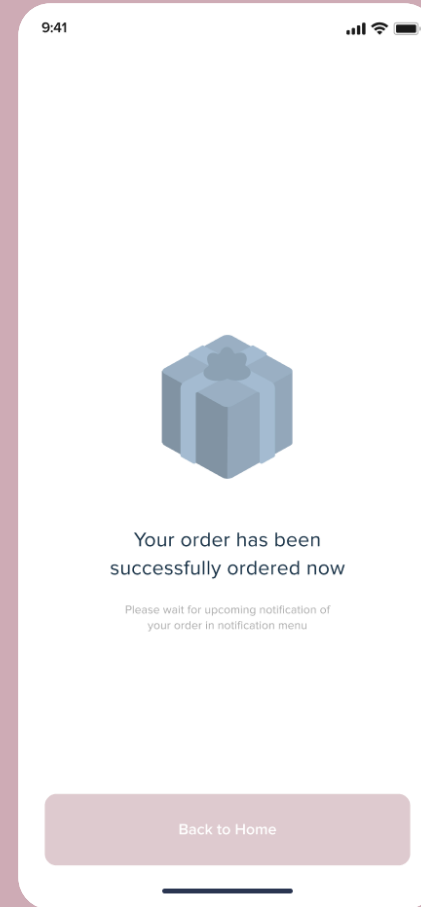 9:41
Your order has been
successfully ordered now
Please wait for upcoming notification of
your order in notification menu
Back to Home